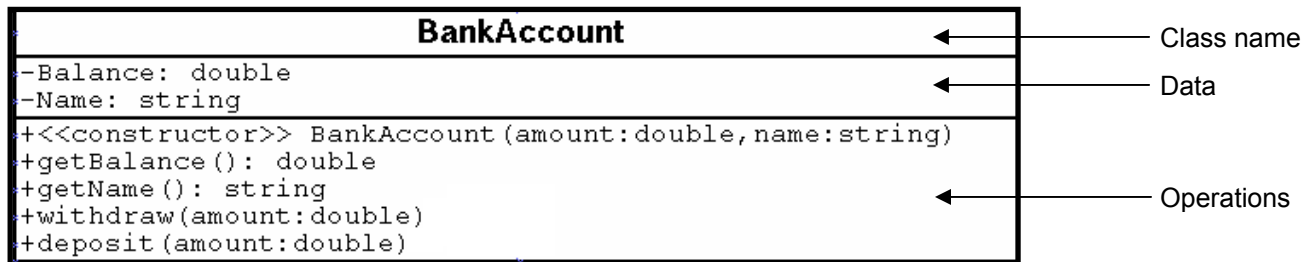 BankAccount
Class name
-Balance: double
-Name: string
Data
+<<constructor>> BankAccount(amount:double,name:string)
+getBalance(): double
+getName(): string
+withdraw(amount:double)
+deposit(amount:double)
Operations